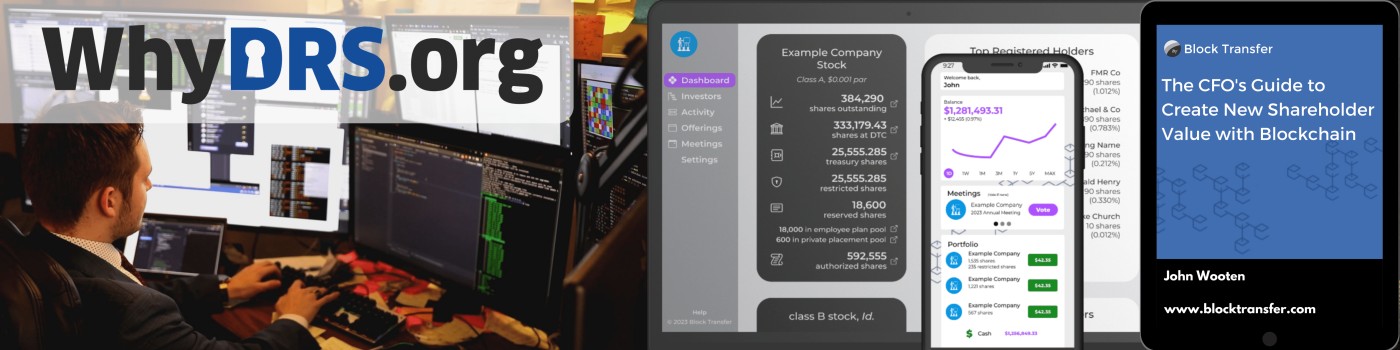 WhyDRS.org
Dashboard
Investors
Activity
Offerings
Meetings
Settings
Help
© 2023 Block Transfer
Example Company
Stock
Class A, $0.001 par
384,290
shares outstanding
333,179.43
shares at DTC
25,555.285
treasury shares
25,555.285
restricted shares
18,600
reserved shares
18,000 in employee plan pool
600 in private placement pool
592,555
authorized shares
class B stock, Id.
Top Registered Holders
FMR Co
90 shares
(1.012%)
hael & Co
90 shares
(0.783%)
ng Name
90 shares
(0.212%)
ald Henry
90 shares
(0.330%)
ke Church
10 shares
(0.012%)
rs
9:27
Welcome back,
John
Balance
$1,281,493.31
+ $12,455 (0.97%)
1D 1W 1M 3M 1Y 5Y MAX
Meetings
Example Company
2023 Annual Meeting
Vote
Portfolio
Example Company
1,535 shares
235 restricted shares
$42.35
Example Company
1,221 shares
$42.35
Example Company
567 shares
$42.35
$ Cash
Block Transfer
The CFO's Guide to
Create New Shareholder
Value with Blockchain
John Wooten
www.blocktransfer.com